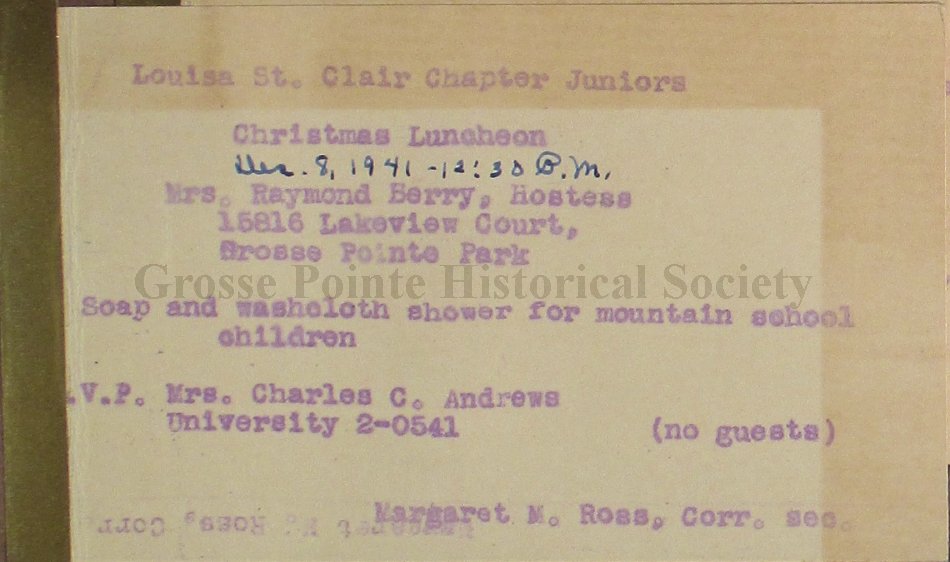 Louisa St. Clair Chapter Juniors
Christmas Luncheon
Dec. 8, 1941 - 12:30 P.M.
Mrs. Raymond Berry, Hostess
15816 Lakeview Court,
Grosse Pointe Park
Grosse Pointe Historical Society
Soap and washcloth shower for mountain school
children
.V.P. Mrs. Charles C. Andrews
University 2-0541 (no guests)
Margaret M. Ross, Corr. sec.